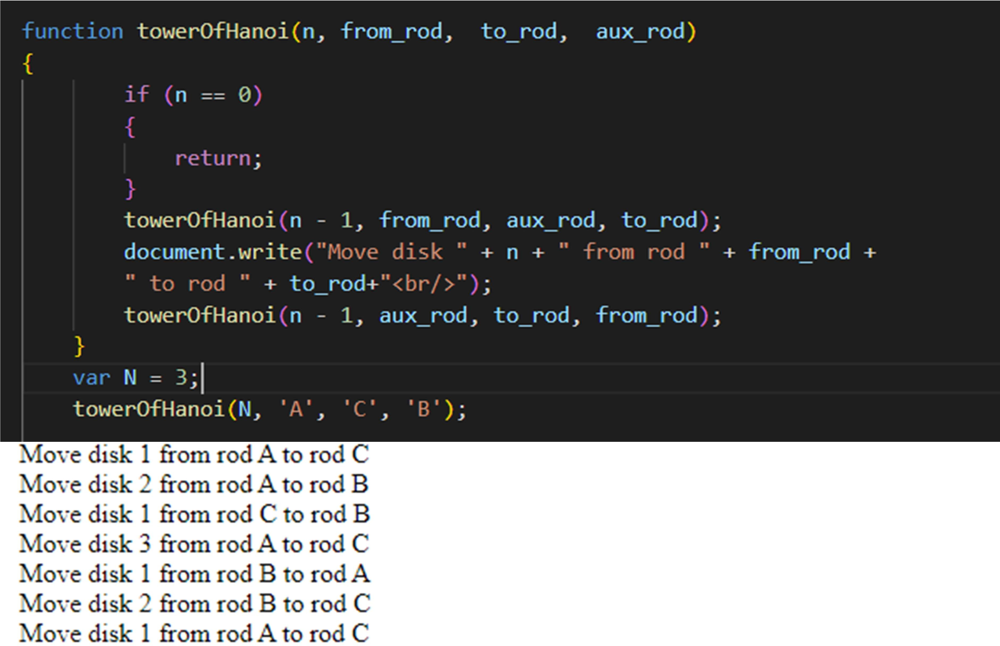 function towerOfHanoi(n, from_rod,  to_rod,  aux_rod)
{
        if (n == 0)
        {
            return;
        }
        towerOfHanoi(n - 1, from_rod, aux_rod, to_rod);
        document.write("Move disk " + n + " from rod " + from_rod +
        " to rod " + to_rod+"<br/>");
        towerOfHanoi(n - 1, aux_rod, to_rod, from_rod);
    }
    var N = 3;
    towerOfHanoi(N, 'A', 'C', 'B');
Move disk 1 from rod A to rod C
Move disk 2 from rod A to rod B
Move disk 1 from rod C to rod B
Move disk 3 from rod A to rod C
Move disk 1 from rod B to rod A
Move disk 2 from rod B to rod C
Move disk 1 from rod A to rod C